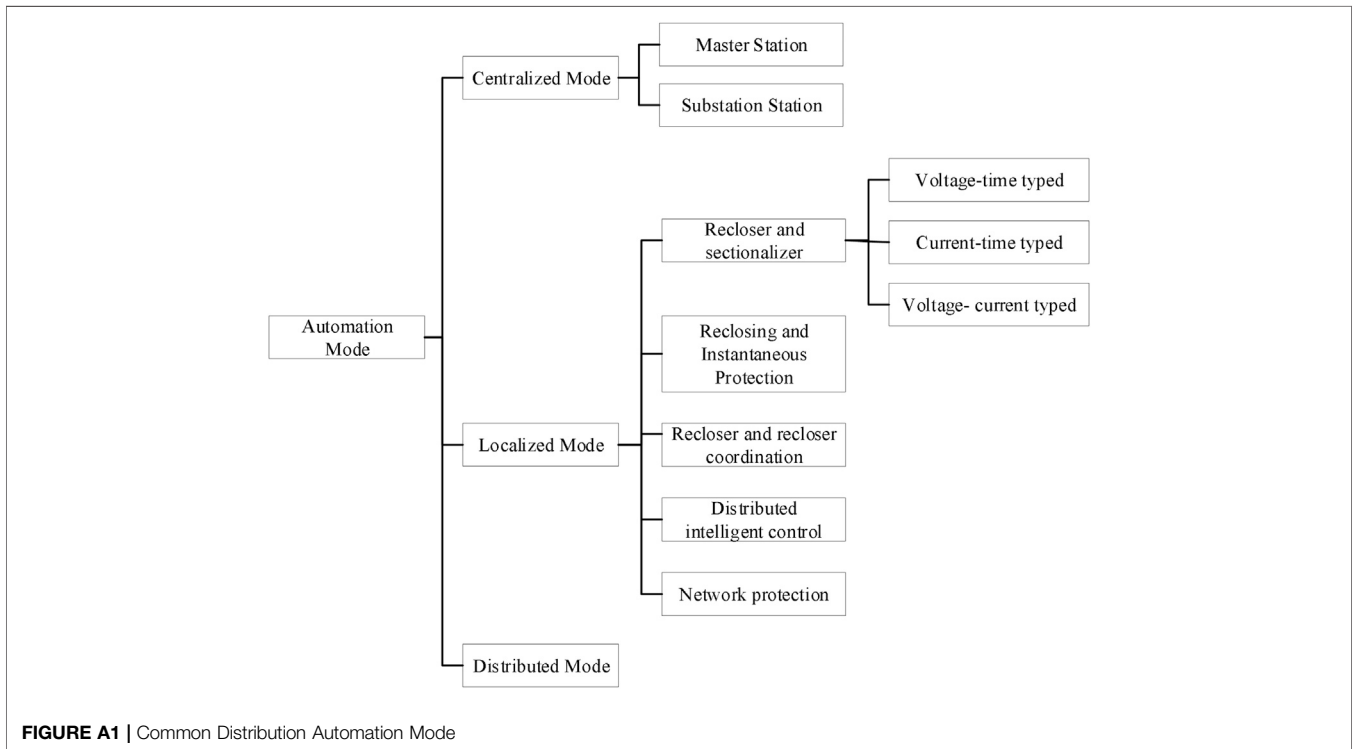 Master Station
Centralized Mode
Substation Station
Voltage-time typed
Recloser and
sectionalizer
Current-time typed
Voltage- current typed
Automation
Mode
Reclosing and
Instantaneous
Protection
Localized Mode
Recloser and recloser
coordination
Distributed
intelligent control
Network protection
Distributed Mode
FIGURE A1 | Common Distribution Automation Mode